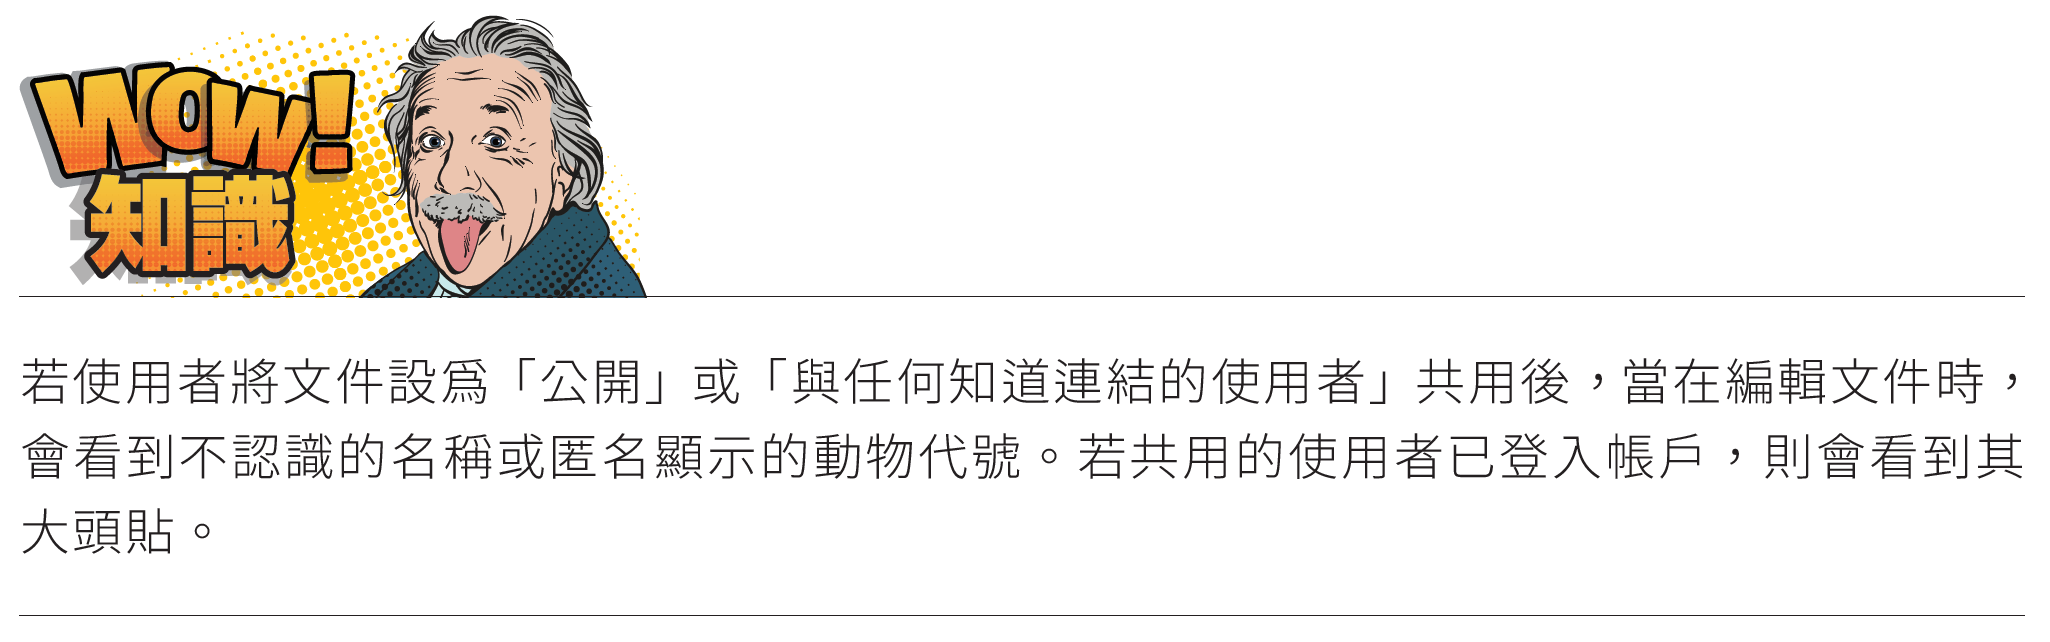 WOW!
知識
若使用者將文件設為「公開」或「與任何知道連結的使用者」共用後，當在編輯文件時，
會看到不認識的名稱或匿名顯示的動物代號。若共用的使用者已登入帳戶，則會看到其
大頭貼。